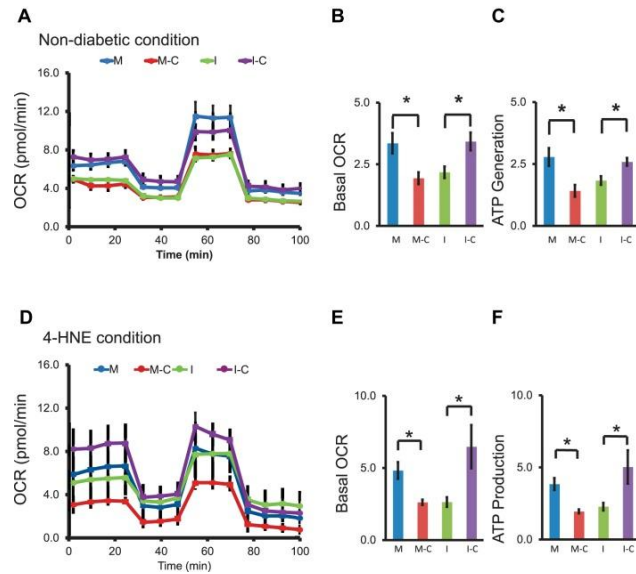 A
Non-diabetic condition
M M-C I I-C
OCR (pmol/min)
16.0
12.0
8.0
4.0
0.0
0 20 40 60 80 100
Time (min)
B
Basal OCR
5.0
2.5
0.0
* *
M M-C I I-C
C
ATP Generation
5.0
2.5
0.0
* *
M M-C I I-C
D
4-HNE condition
M M-C I I-C
OCR (pmol/min)
16.0
12.0
8.0
4.0
0.0
0 20 40 60 80 100
Time (min)
E
Basal OCR
10.0
5.0
0.0
* *
M M-C I I-C
F
ATP Production
10.0
5.0
0.0
* *
M M-C I I-C